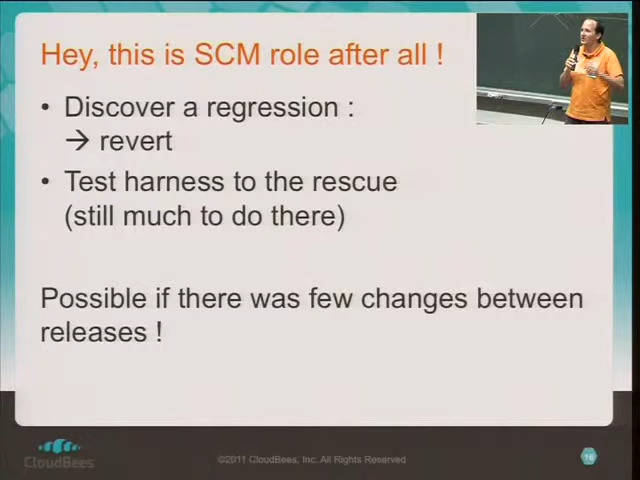 Hey, this is SCM role after all !
• Discover a regression :
→ revert
• Test harness to the rescue
(still much to do there)
Possible if there was few changes between
releases !
CloudBees
©2011 CloudBees, Inc. All Rights Reserved
16